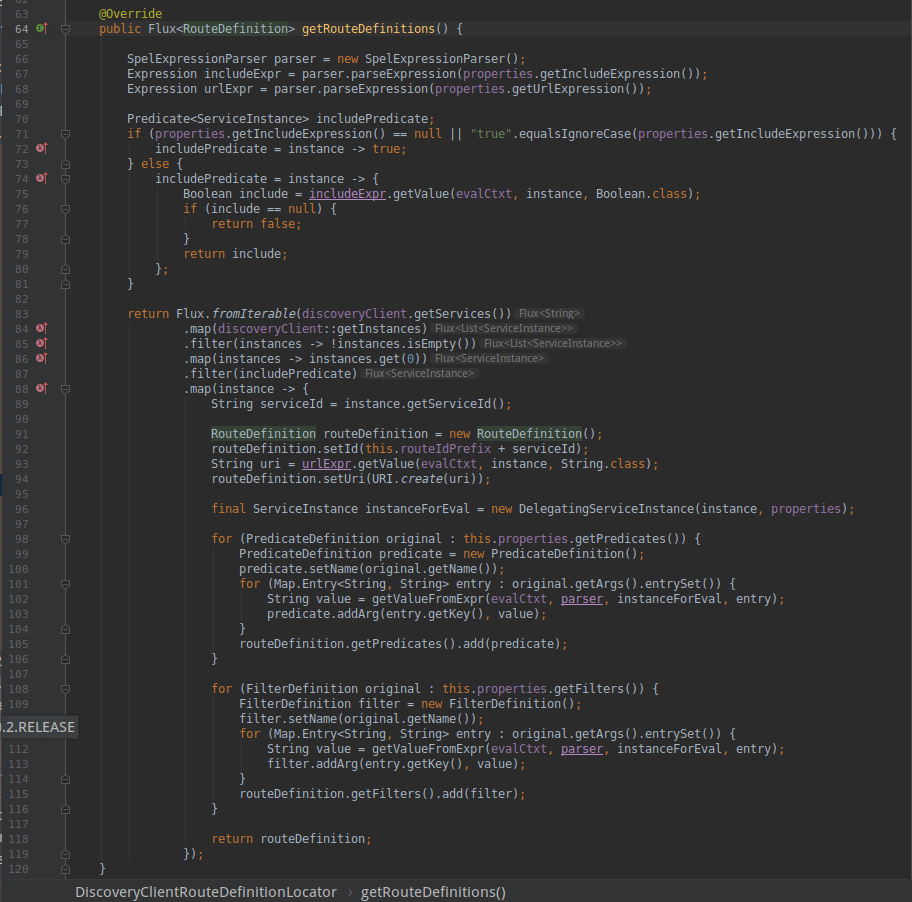 63 @Override
64 public Flux<RouteDefinition> getRouteDefinitions() {
65
66 SpelExpressionParser parser = new SpelExpressionParser();
67 Expression includeExpr = parser.parseExpression(properties.getIncludeExpression());
68 Expression urlExpr = parser.parseExpression(properties.getUrlExpression());
69
70 Predicate<ServiceInstance> includePredicate;
71 if (properties.getIncludeExpression() == null || "true".equalsIgnoreCase(properties.getIncludeExpression())) {
72 includePredicate = instance -> true;
73 } else {
74 includePredicate = instance -> {
75 Boolean include = includeExpr.getValue(evalCtxt, instance, Boolean.class);
76 if (include == null) {
77 return false;
78 }
79 return include;
80 };
81 }
82
83 return Flux.fromIterable(discoveryClient.getServices()) Flux<String>
84 .map(discoveryClient::getInstances) Flux<List<ServiceInstance>>
85 .filter(instances -> !instances.isEmpty()) Flux<List<ServiceInstance>>
86 .map(instances -> instances.get(0)) Flux<ServiceInstance>
87 .filter(includePredicate) Flux<ServiceInstance>
88 .map(instance -> {
89 String serviceId = instance.getServiceId();
90
91 RouteDefinition routeDefinition = new RouteDefinition();
92 routeDefinition.setId(this.routeIdPrefix + serviceId);
93 String uri = urlExpr.getValue(evalCtxt, instance, String.class);
94 routeDefinition.setUri(URI.create(uri));
95
96 final ServiceInstance instanceForEval = new DelegatingServiceInstance(instance, properties);
97
98 for (PredicateDefinition original : this.properties.getPredicates()) {
99 PredicateDefinition predicate = new PredicateDefinition();
100 predicate.setName(original.getName());
101 for (Map.Entry<String, String> entry : original.getArgs().entrySet()) {
102 String value = getValueFromExpr(evalCtxt, parser, instanceForEval, entry);
103 predicate.addArg(entry.getKey(), value);
104 }
105 routeDefinition.getPredicates().add(predicate);
106 }
107
108 for (FilterDefinition original : this.properties.getFilters()) {
109 FilterDefinition filter = new FilterDefinition();
.2.RELEASE filter.setName(original.getName());
for (Map.Entry<String, String> entry : original.getArgs().entrySet()) {
112 String value = getValueFromExpr(evalCtxt, parser, instanceForEval, entry);
113 filter.addArg(entry.getKey(), value);
114 }
115 routeDefinition.getFilters().add(filter);
116 }
117
118 return routeDefinition;
119 });
120 }
DiscoveryClientRouteDefinitionLocator › getRouteDefinitions()